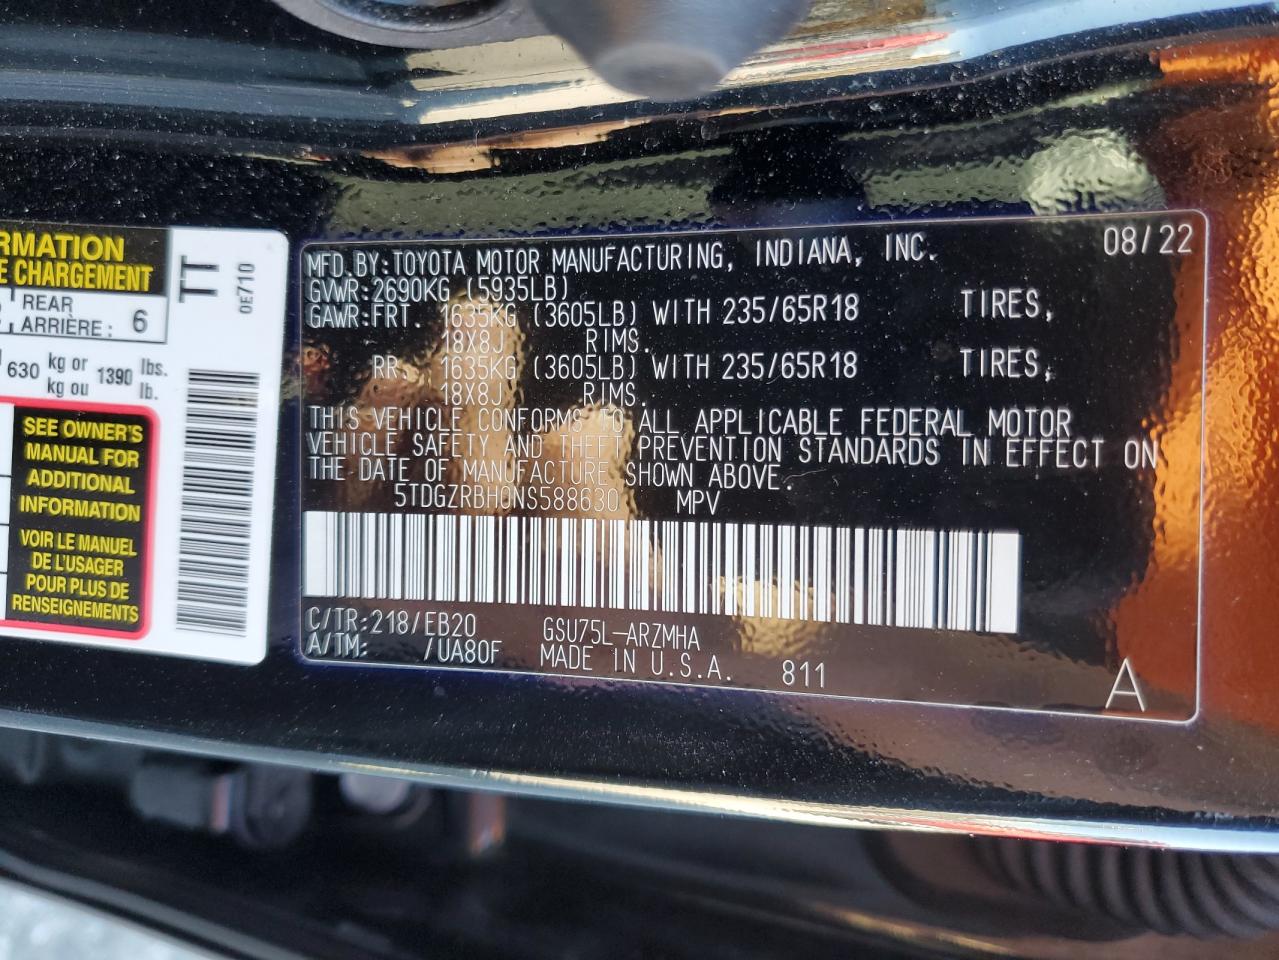 RMATION
E CHARGEMENT
REAR
ARRIÈRE : 6
630 kg or 1390 lbs.
kg ou lb.
SEE OWNER'S
MANUAL FOR
ADDITIONAL
INFORMATION
VOIR LE MANUEL
DE L'USAGER
POUR PLUS DE
RENSEIGNEMENTS
TT
0E710
MFD.BY:TOYOTA MOTOR MANUFACTURING, INDIANA, INC. 08/22
GVWR:2690KG (5935LB)
GAWR:FRT. 1635KG (3605LB) WITH 235/65R18 TIRES,
18X8J RIMS.
RR. 1635KG (3605LB) WITH 235/65R18 TIRES,
18X8J RIMS.
THIS VEHICLE CONFORMS TO ALL APPLICABLE FEDERAL MOTOR
VEHICLE SAFETY AND THEFT PREVENTION STANDARDS IN EFFECT ON
THE DATE OF MANUFACTURE SHOWN ABOVE.
5TDGZRBH0NS588630 MPV
C/TR:218/EB20 GSU75L-ARZMHA
A/TM: /UA80F MADE IN U.S.A. 811
A